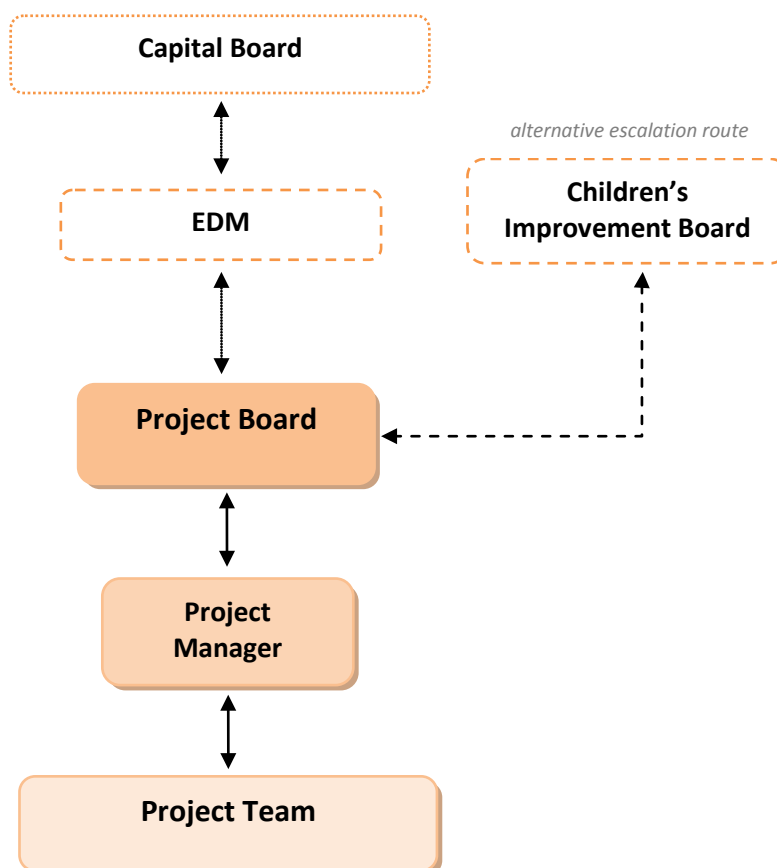 Capital Board
alternative escalation route
Children’s
Improvement Board
EDM
Project Board
Project
Manager
Project Team